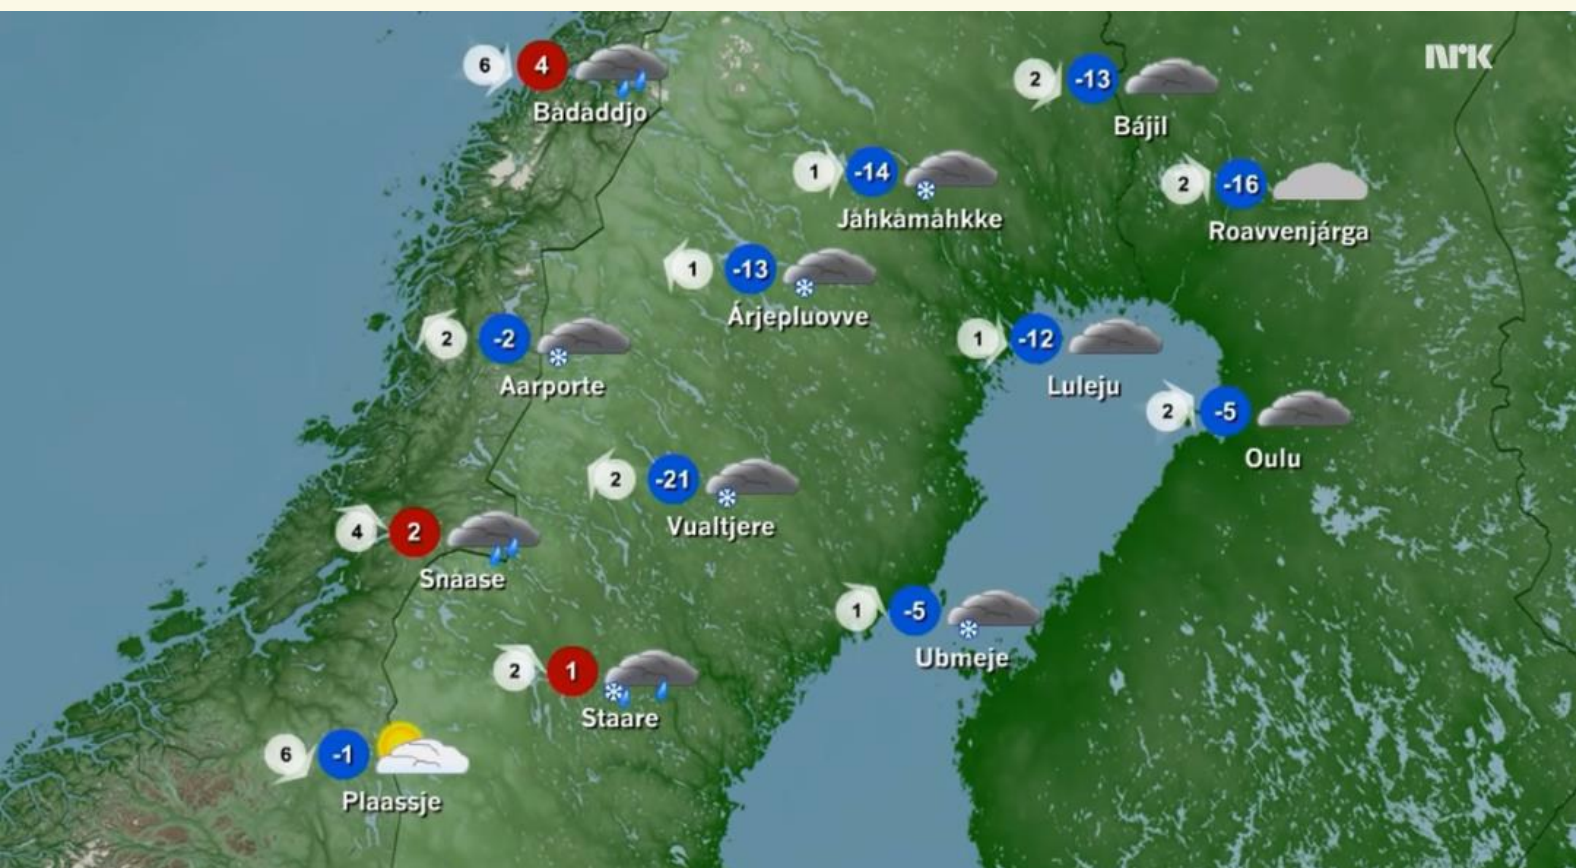 NRK
6 4
Bådåddjo
2 -13
Bájil
1 -14
Jåhkåmåhkke
2 -16
Roavvenjárga
1 -13
Árjepluovve
2 -2
Aarporte
1 -12
Luleju
2 -5
Oulu
2 -21
Vualtjere
4 2
Snåase
1 -5
Ubmeje
2 1
Staare
6 -1
Plaassje